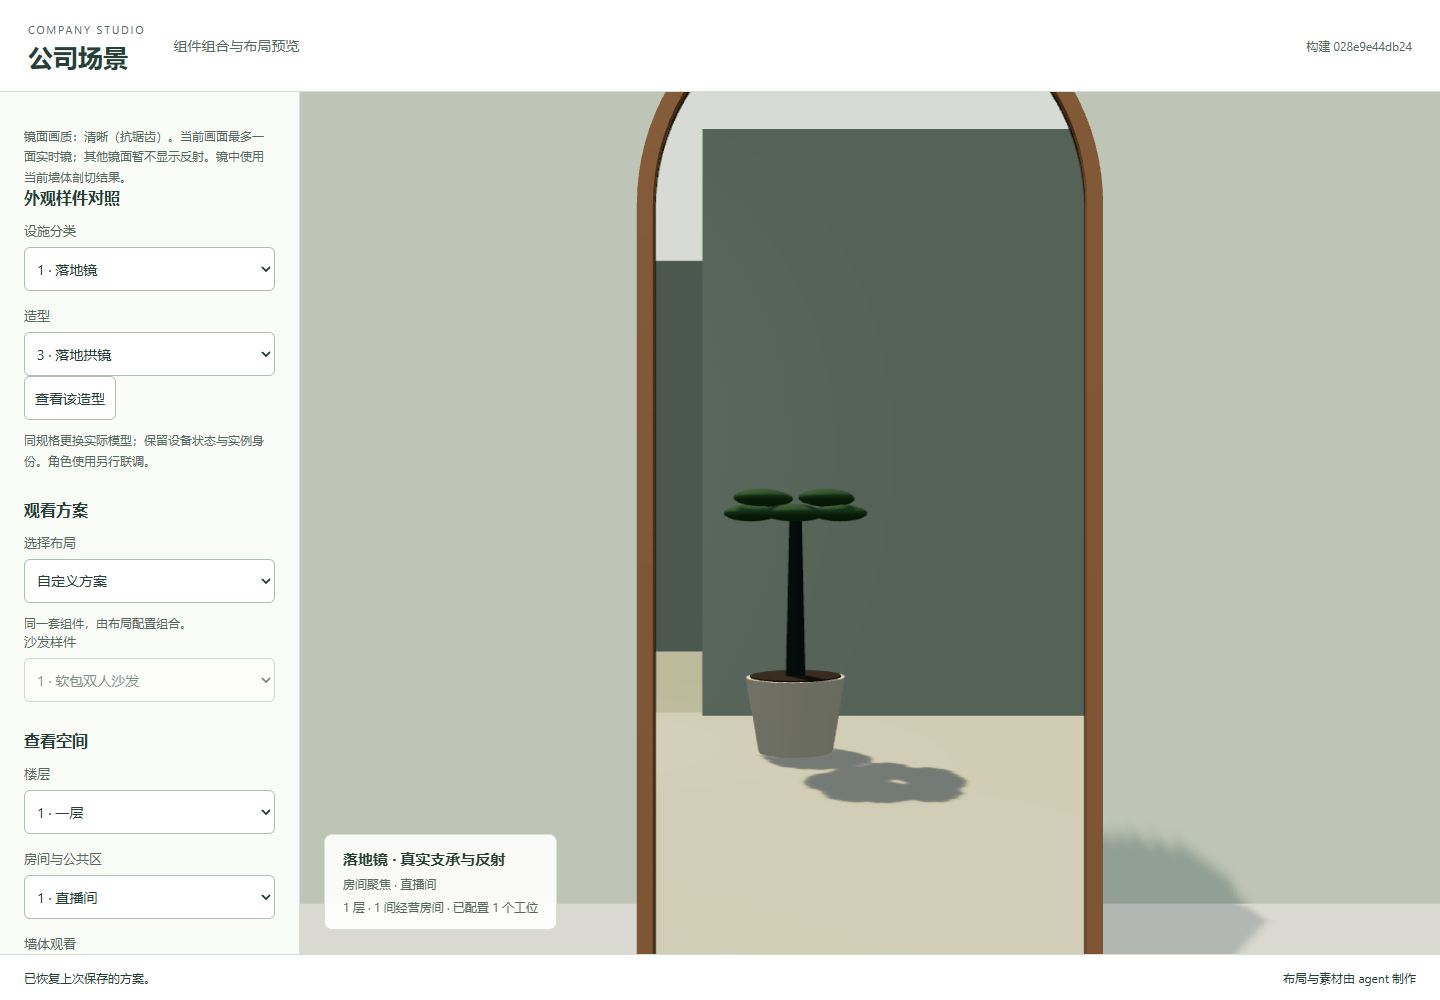 COMPANY STUDIO
公司场景
组件组合与布局预览
构建 028e9e44db24
镜面画质：清晰（抗锯齿）。当前画面最多一
面实时镜；其他镜面暂不显示反射。镜中使用
当前墙体剖切结果。
外观样件对照
设施分类
1 · 落地镜
造型
3 · 落地拱镜
查看该造型
同规格更换实际模型；保留设备状态与实例身
份。角色使用另行联调。
观看方案
选择布局
自定义方案
同一套组件，由布局配置组合。
沙发样件
1 · 软包双人沙发
查看空间
楼层
1 · 一层
房间与公共区
1 · 直播间
墙体观看
落地镜 · 真实支承与反射
房间聚焦 · 直播间
1 层 · 1 间经营房间 · 已配置 1 个工位
已恢复上次保存的方案。
布局与素材由 agent 制作